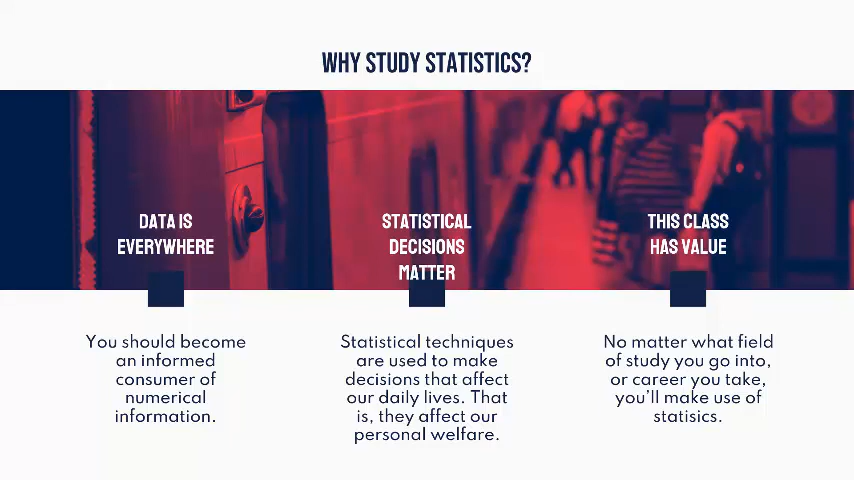 WHY STUDY STATISTICS?
DATA IS
EVERYWHERE
You should become
an informed
consumer of
numerical
information.
STATISTICAL
DECISIONS
MATTER
Statistical techniques
are used to make
decisions that affect
our daily lives. That
is, they affect our
personal welfare.
THIS CLASS
HAS VALUE
No matter what field
of study you go into,
or career you take,
you'll make use of
statisics.